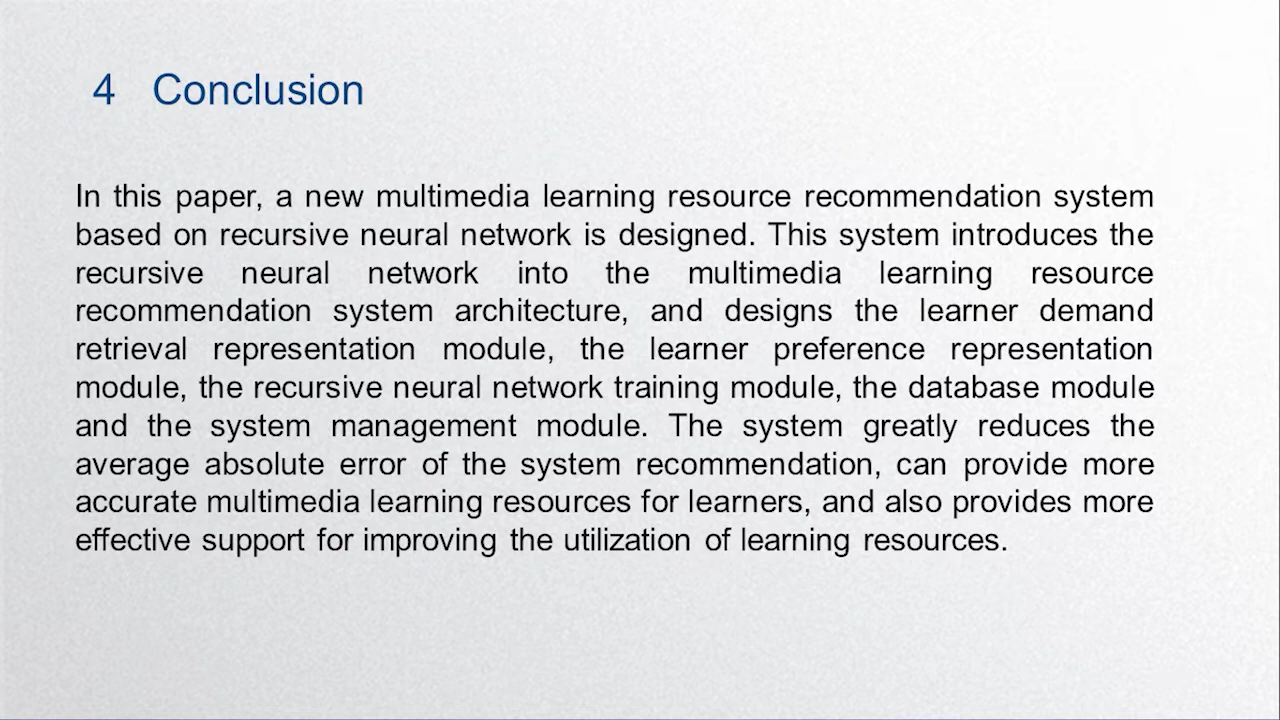 4 Conclusion
In this paper, a new multimedia learning resource recommendation system
based on recursive neural network is designed. This system introduces the
recursive neural network into the multimedia learning resource
recommendation system architecture, and designs the learner demand
retrieval representation module, the learner preference representation
module, the recursive neural network training module, the database module
and the system management module. The system greatly reduces the
average absolute error of the system recommendation, can provide more
accurate multimedia learning resources for learners, and also provides more
effective support for improving the utilization of learning resources.